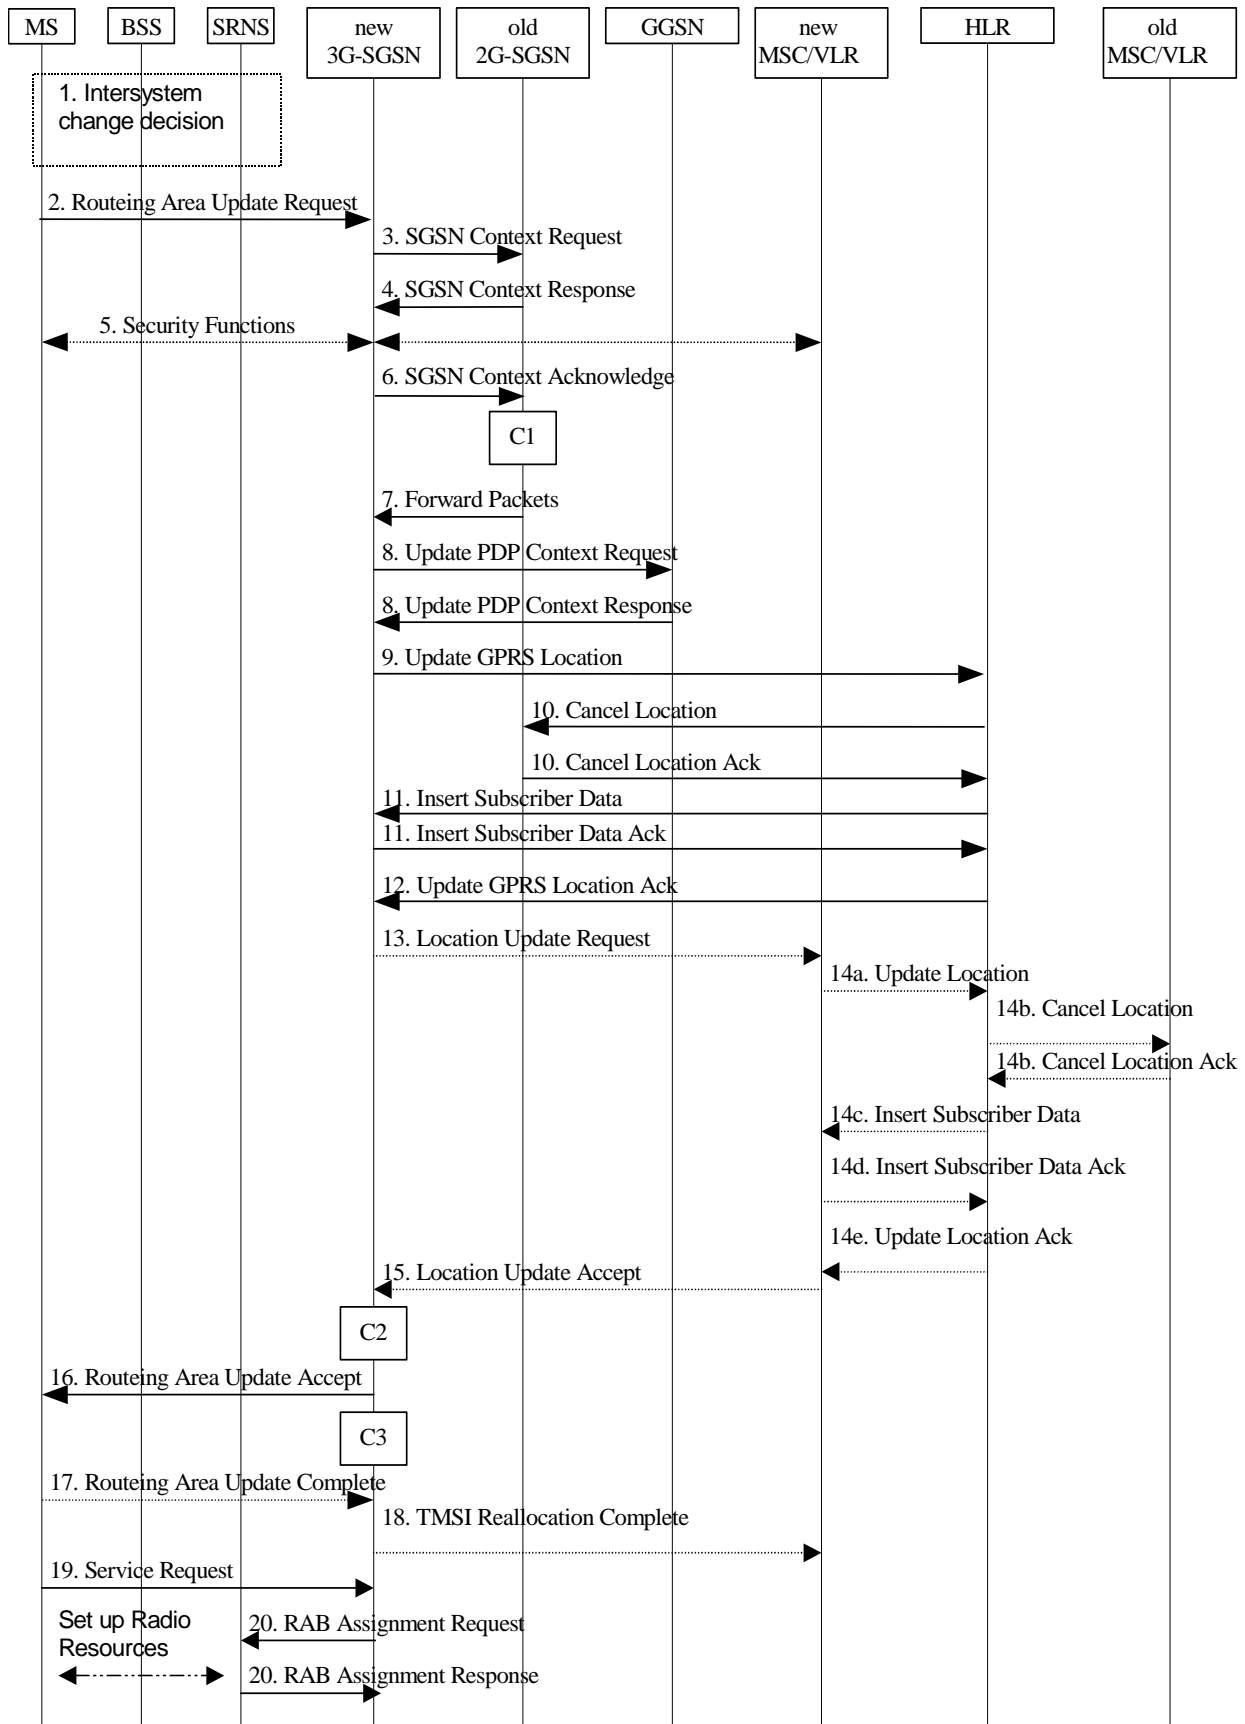 MS
BSS
SRNS
new
3G-SGSN
old
2G-SGSN
GGSN
new
MSC/VLR
HLR
old
MSC/VLR
1. Intersystem
change decision
2. Routeing Area Update Request
3. SGSN Context Request
4. SGSN Context Response
5. Security Functions
6. SGSN Context Acknowledge
C1
7. Forward Packets
8. Update PDP Context Request
8. Update PDP Context Response
9. Update GPRS Location
10. Cancel Location
10. Cancel Location Ack
11. Insert Subscriber Data
11. Insert Subscriber Data Ack
12. Update GPRS Location Ack
13. Location Update Request
14a. Update Location
14b. Cancel Location
14b. Cancel Location Ack
14c. Insert Subscriber Data
14d. Insert Subscriber Data Ack
14e. Update Location Ack
15. Location Update Accept
C2
16. Routeing Area Update Accept
C3
17. Routeing Area Update Complete
18. TMSI Reallocation Complete
19. Service Request
Set up Radio
Resources
20. RAB Assignment Request
20. RAB Assignment Response